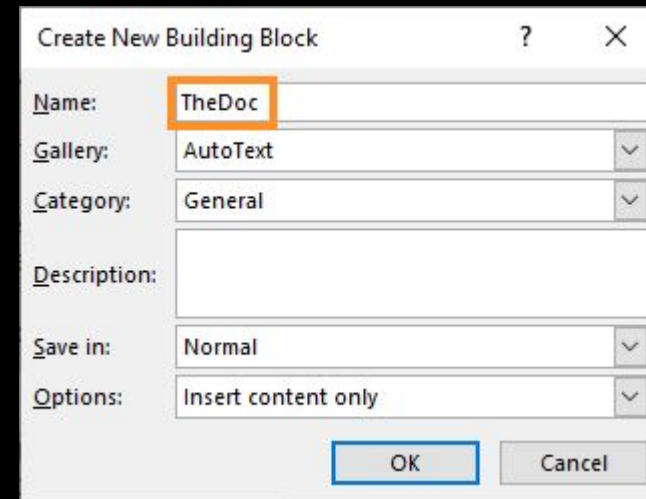 Create New Building Block ?
Name: TheDoc
Gallery: AutoText
Category: General
Description:
Save in: Normal
Options: Insert content only
OK Cancel